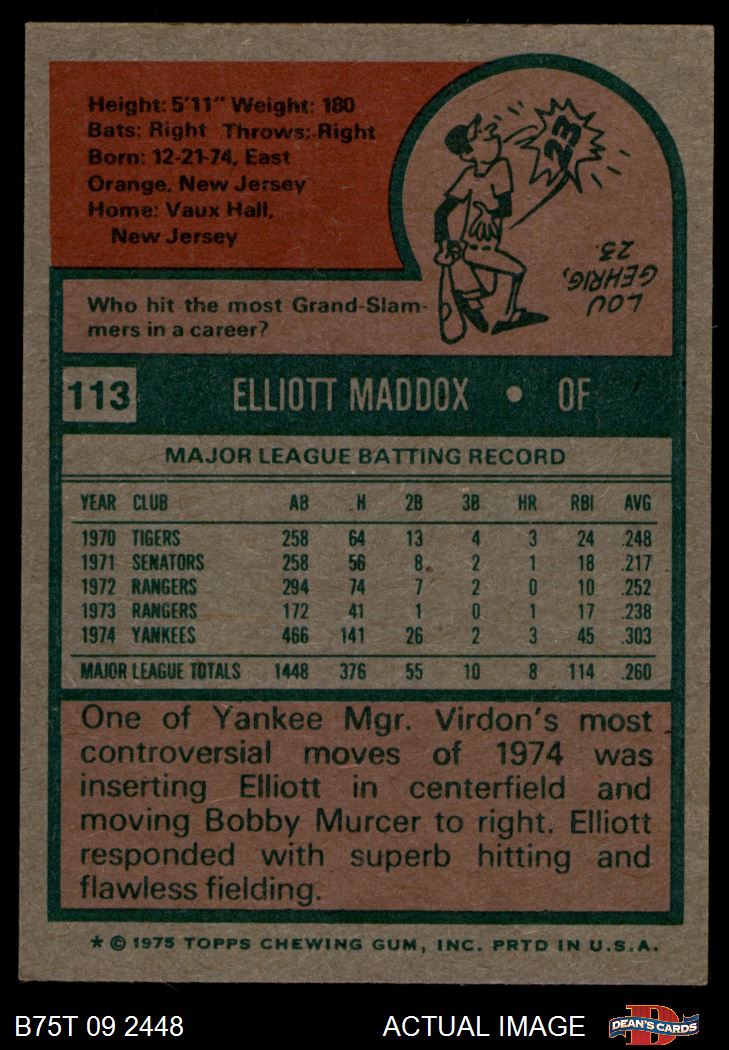 Height: 5'11" Weight: 180
Bats: Right Throws: Right
Born: 12-21-74, East
Orange, New Jersey
Home: Vaux Hall,
New Jersey
23
LOU
GEHRIG,
23.
Who hit the most Grand-Slam-
mers in a career?
113 ELLIOTT MADDOX • OF
MAJOR LEAGUE BATTING RECORD
YEAR CLUB AB H 2B 3B HR RBI AVG
1970 TIGERS 258 64 13 4 3 24 .248
1971 SENATORS 258 56 8 2 1 18 .217
1972 RANGERS 294 74 7 2 0 10 .252
1973 RANGERS 172 41 1 0 1 17 .238
1974 YANKEES 466 141 26 2 3 45 .303
MAJOR LEAGUE TOTALS 1448 376 55 10 8 114 .260
One of Yankee Mgr. Virdon's most
controversial moves of 1974 was
inserting Elliott in centerfield and
moving Bobby Murcer to right. Elliott
responded with superb hitting and
flawless fielding.
* © 1975 TOPPS CHEWING GUM, INC. PRTD IN U.S.A.
B75T 09 2448 ACTUAL IMAGE D DEAN'S CARDS